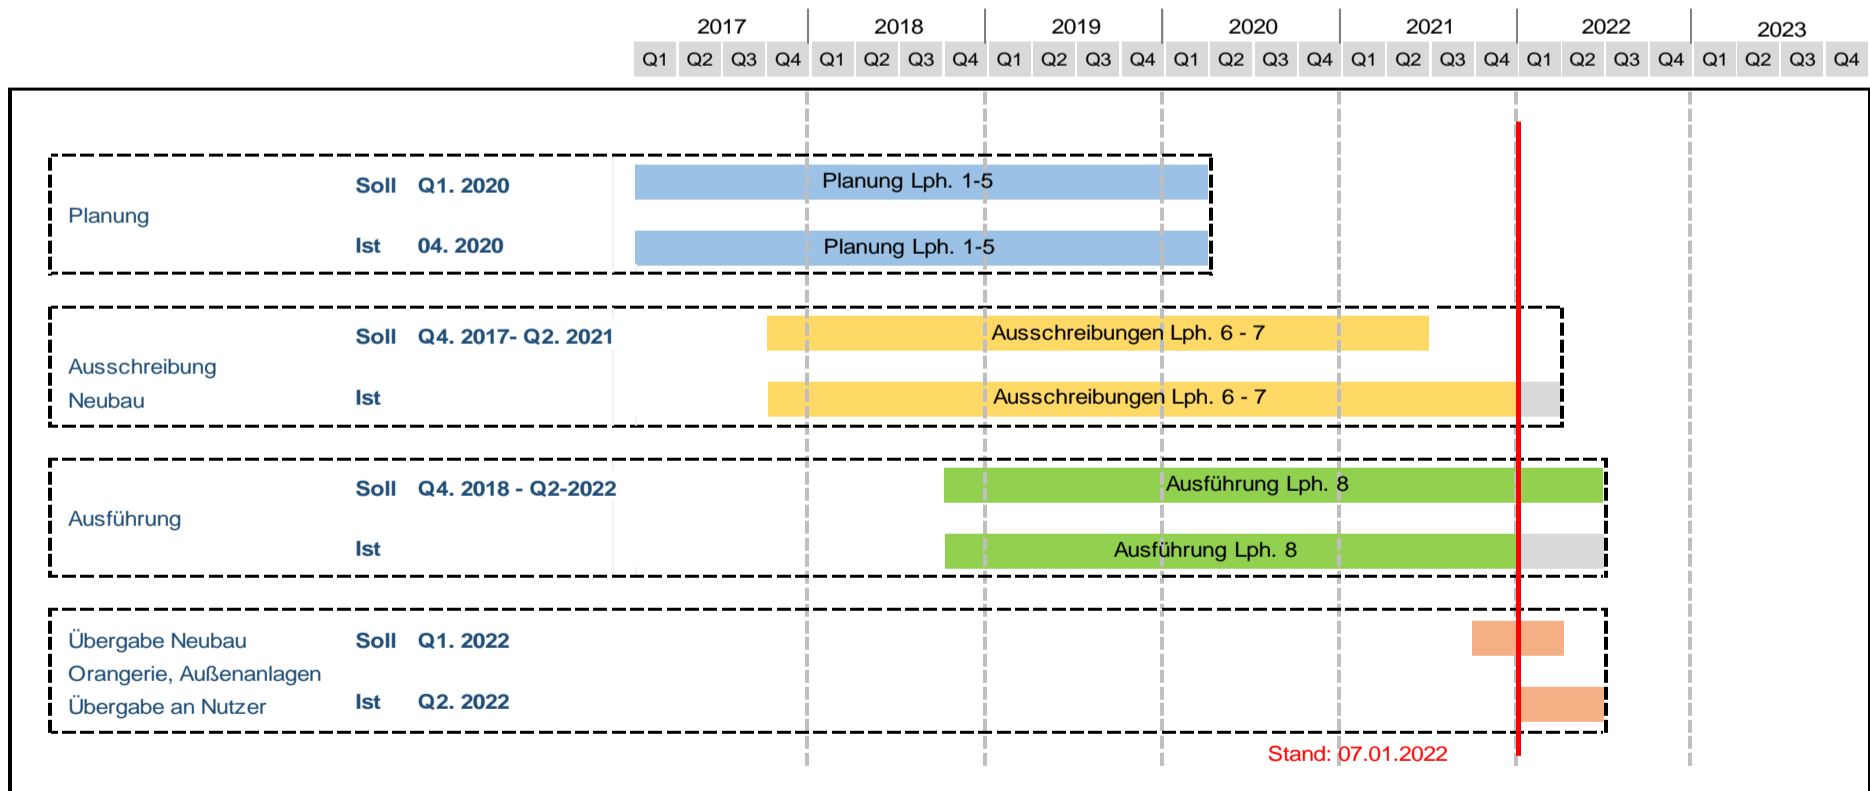 2017 2018 2019 2020 2021 2022 2023
Q1 Q2 Q3 Q4 Q1 Q2 Q3 Q4 Q1 Q2 Q3 Q4 Q1 Q2 Q3 Q4 Q1 Q2 Q3 Q4 Q1 Q2 Q3 Q4 Q1 Q2 Q3 Q4
Soll Q1. 2020 Planung Lph. 1-5
Planung
Ist 04. 2020 Planung Lph. 1-5
Soll Q4. 2017- Q2. 2021 Ausschreibungen Lph. 6 - 7
Ausschreibung
Neubau Ist Ausschreibungen Lph. 6 - 7
Soll Q4. 2018 - Q2-2022 Ausführung Lph. 8
Ausführung
Ist Ausführung Lph. 8
Übergabe Neubau Soll Q1. 2022
Orangerie, Außenanlagen
Übergabe an Nutzer Ist Q2. 2022
Stand: 07.01.2022